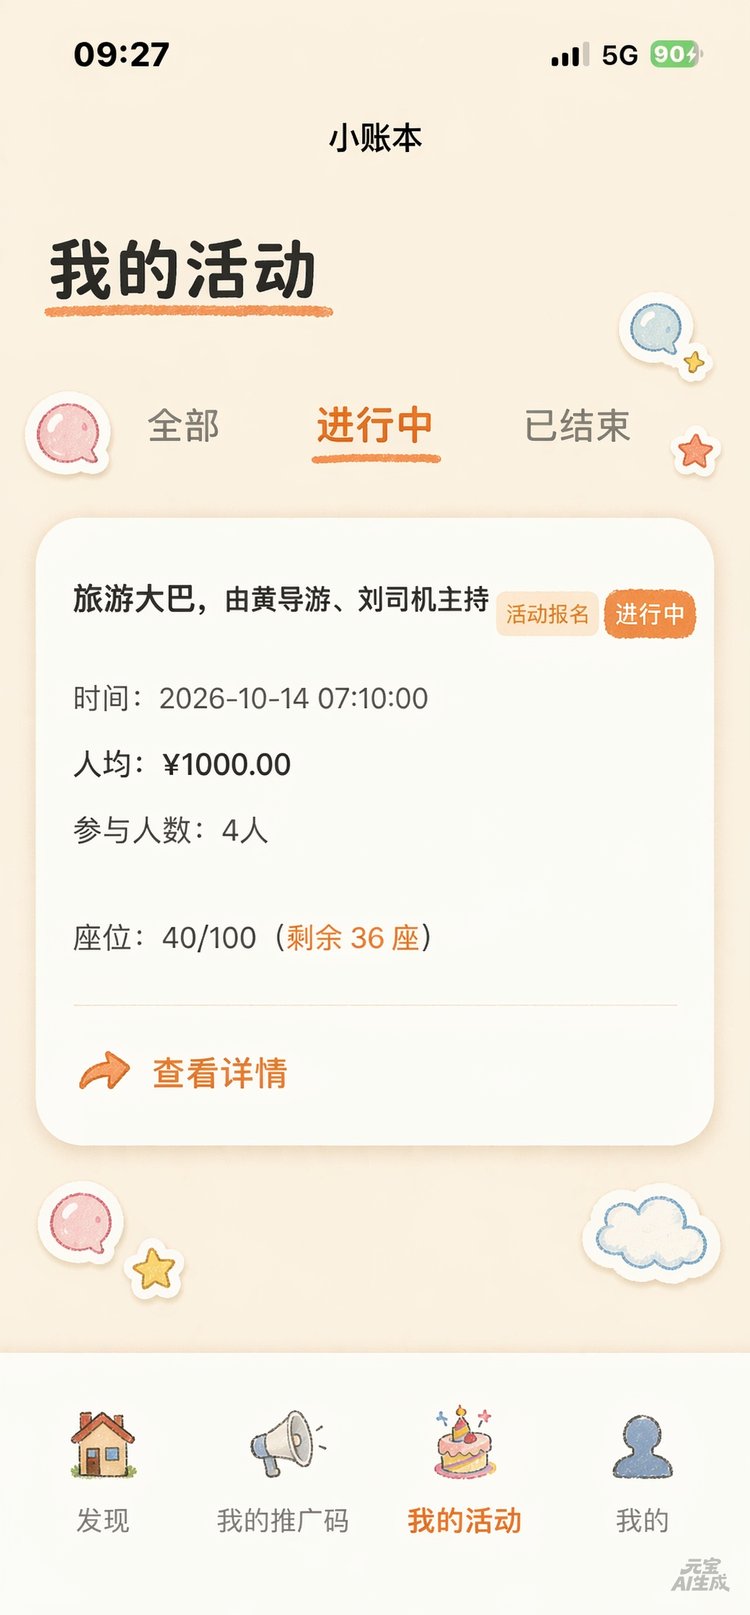 09:27
5G 90
小账本
我的活动
全部 进行中 已结束
旅游大巴，由黄导游、刘司机主持 活动报名 进行中
时间：2026-10-14 07:10:00
人均：¥1000.00
参与人数：4人
座位：40/100（剩余 36 座）
查看详情
发现 我的推广码 我的活动 我的
元宝
AI生成